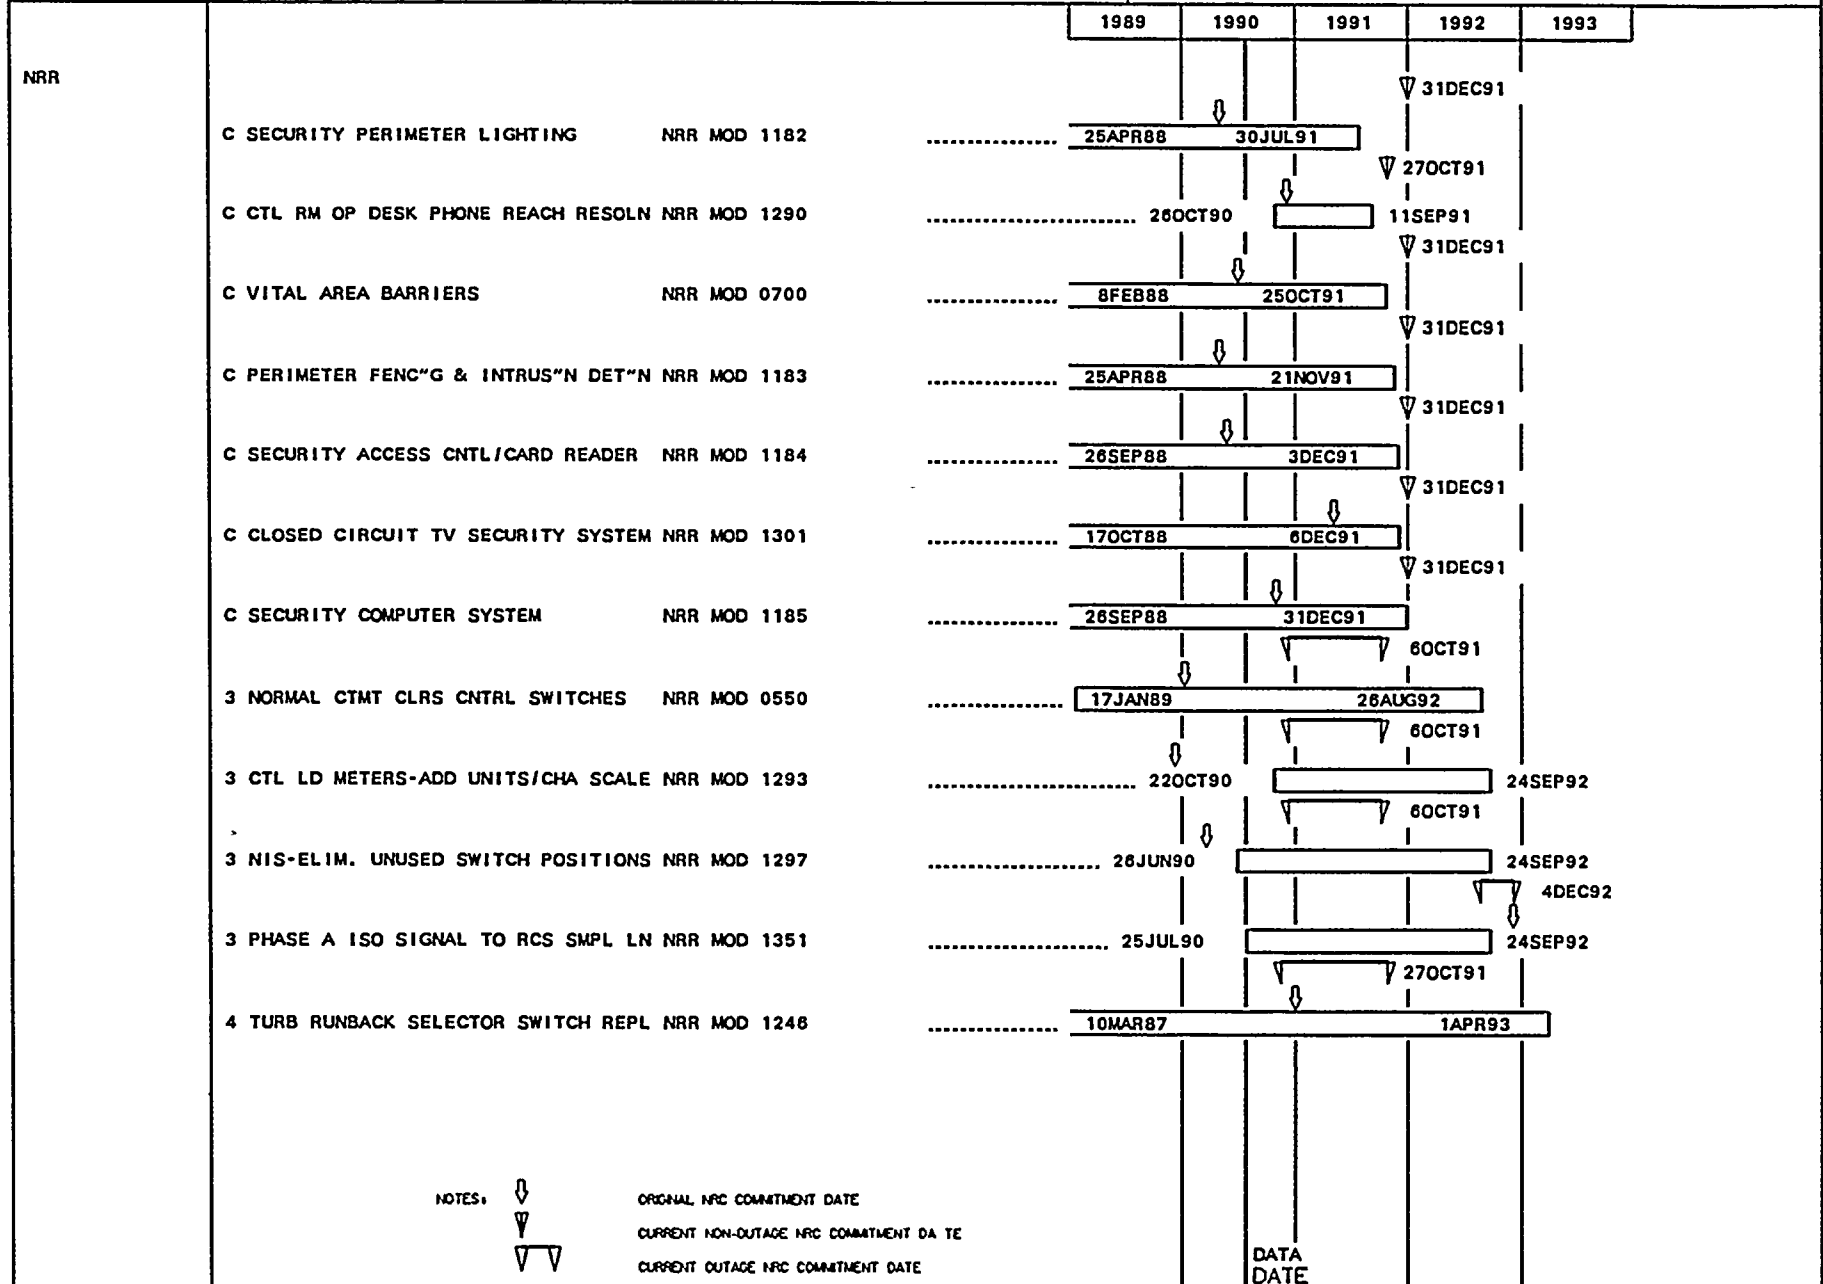 1989 1990 1991 1992 1993
NRR
31DEC91
C SECURITY PERIMETER LIGHTING NRR MOD 1182 25APR88 30JUL91
27OCT91
C CTL RM OP DESK PHONE REACH RESOLN NRR MOD 1290 26OCT90 11SEP91
31DEC91
C VITAL AREA BARRIERS NRR MOD 0700 8FEB88 25OCT91
31DEC91
C PERIMETER FENC"G & INTRUS"N DET"N NRR MOD 1183 25APR88 21NOV91
31DEC91
C SECURITY ACCESS CNTL/CARD READER NRR MOD 1184 26SEP88 3DEC91
31DEC91
C CLOSED CIRCUIT TV SECURITY SYSTEM NRR MOD 1301 17OCT88 6DEC91
31DEC91
C SECURITY COMPUTER SYSTEM NRR MOD 1185 26SEP88 31DEC91
6OCT91
3 NORMAL CTMT CLRS CNTRL SWITCHES NRR MOD 0550 17JAN89 26AUG92
6OCT91
3 CTL LD METERS-ADD UNITS/CHA SCALE NRR MOD 1293 22OCT90 24SEP92
6OCT91
3 NIS-ELIM. UNUSED SWITCH POSITIONS NRR MOD 1297 26JUN90 24SEP92
4DEC92
3 PHASE A ISO SIGNAL TO RCS SMPL LN NRR MOD 1351 25JUL90 24SEP92
27OCT91
4 TURB RUNBACK SELECTOR SWITCH REPL NRR MOD 1246 10MAR87 1APR93
NOTES: ORIGINAL NRC COMMITMENT DATE
CURRENT NON-OUTAGE NRC COMMITMENT DA TE
CURRENT OUTAGE NRC COMMITMENT DATE
DATA
DATE